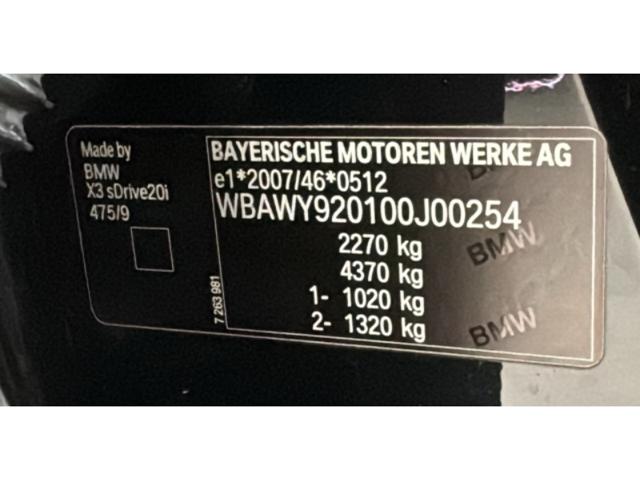 Made by
BMW
X3 sDrive20i
475/9
7 263 981
BAYERISCHE MOTOREN WERKE AG
e1*2007/46*0512
WBAWY920100J00254
2270 kg
4370 kg
1- 1020 kg
2- 1320 kg
BMW
BMW